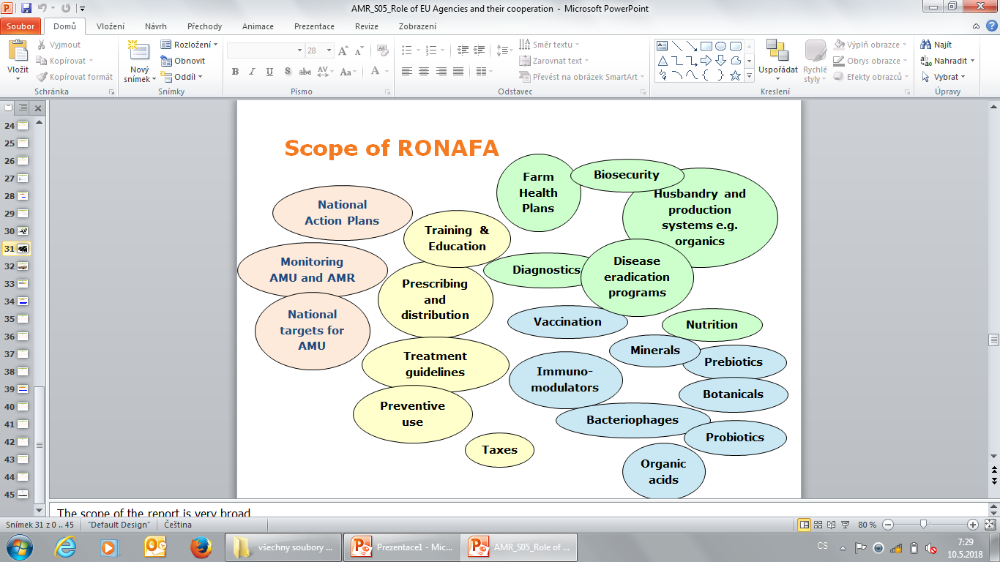 AMR_S05_Role of EU Agencies and their cooperation - Microsoft PowerPoint
Soubor Domů Vložení Návrh Přechody Animace Prezentace Revize Zobrazení
Vložit
Vyjmout
Kopírovat
Kopírovat formát
Schránka
Nový
snímek
Rozložení
Obnovit
Oddíl
Snímky
28
B I U S abc AV Aa A
Písmo
Směr textu
Zarovnat text
Převést na obrázek SmartArt
Odstavec
Uspořádat
Rychlé
styly
Výplň obrazce
Obrys obrazců
Efekty obrazců
Kreslení
Najít
Nahradit
Vybrat
Úpravy
24
25
26
27
28
29
30
31
32
33
34
35
36
37
38
39
40
41
42
43
44
45
Scope of RONAFA
National
Action Plans
Monitoring
AMU and AMR
National
targets for
AMU
Training &
Education
Prescribing
and
distribution
Treatment
guidelines
Preventive
use
Taxes
Farm
Health
Plans
Biosecurity
Husbandry and
production
systems e.g.
organics
Diagnostics
Disease
eradication
programs
Nutrition
Vaccination
Minerals
Prebiotics
Immuno-
modulators
Botanicals
Bacteriophages
Probiotics
Organic
acids
The scope of the report is very broad
Snímek 31 z 0 .. 45 "Default Design" Čeština 80 %
všechny soubory ... Prezentace1 - Mic... AMR_S05_Role of ... CS 7:29
10.5.2018